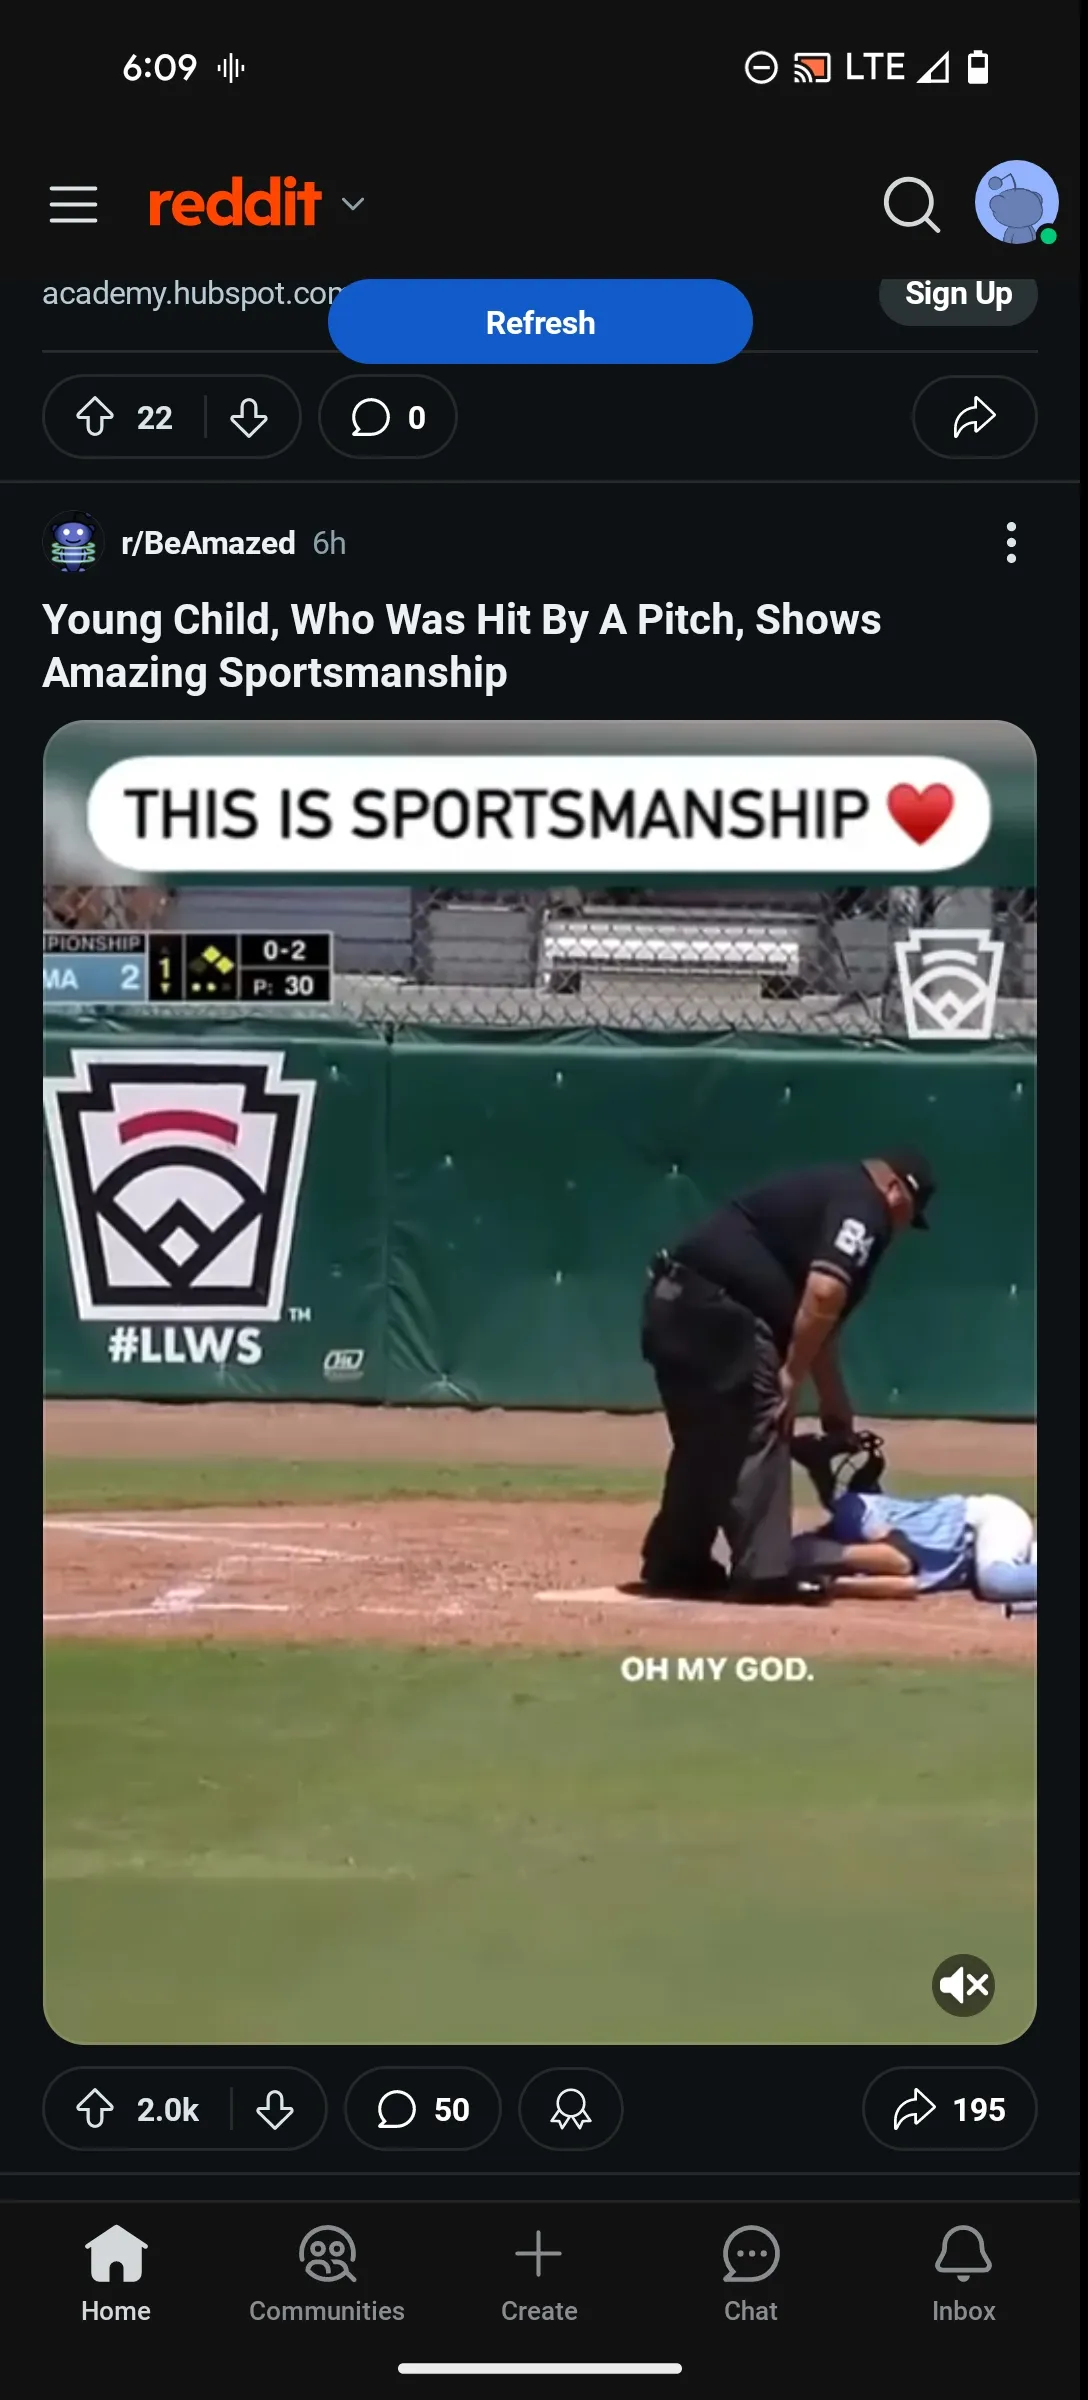 6:09
LTE
reddit
academy.hubspot.com
Refresh
Sign Up
22
0
r/BeAmazed 6h
Young Child, Who Was Hit By A Pitch, Shows
Amazing Sportsmanship
THIS IS SPORTSMANSHIP ❤️
PIONSHIP
MA 2
1
0-2
P: 30
#LLWS
TM
OH MY GOD.
2.0k
50
195
Home
Communities
Create
Chat
Inbox